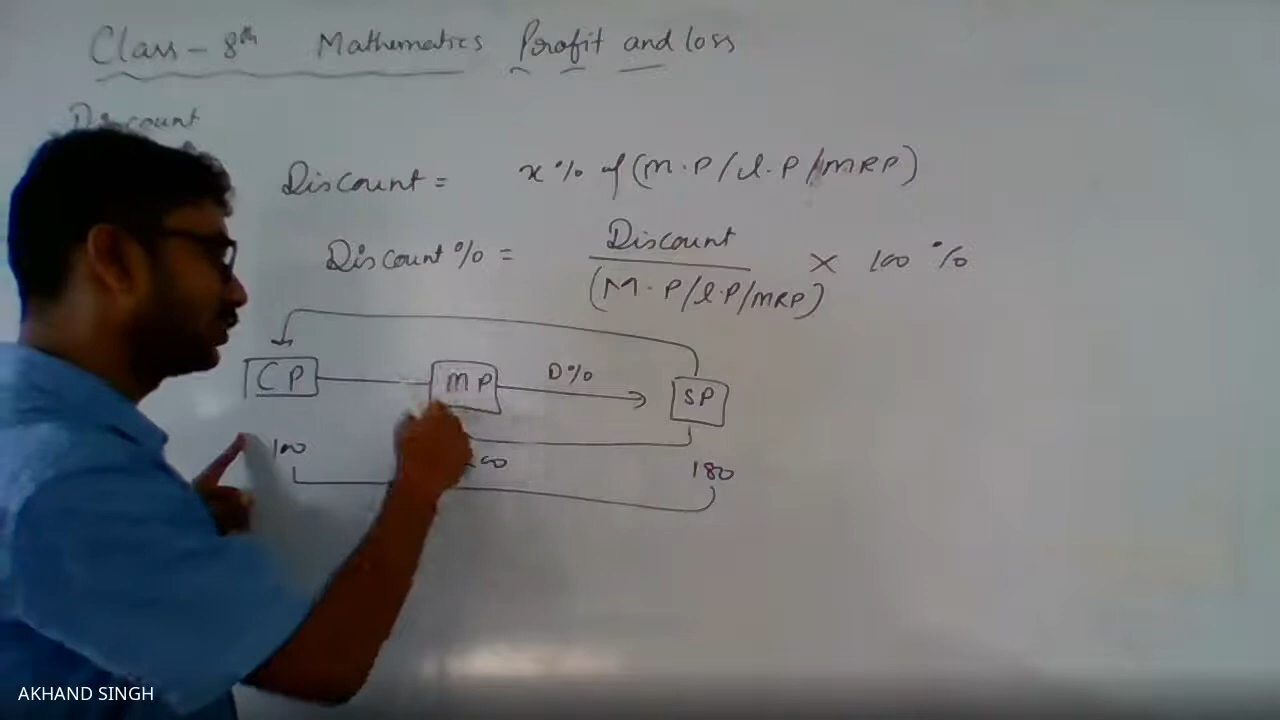 Class - 8th Mathematics Profit and loss
Discount
Discount = x% of (M.P/l.P/MRP)
Discount% = Discount / (M.P/l.P/MRP) × 100 %
CP MP D% SP
100 180
AKHAND SINGH